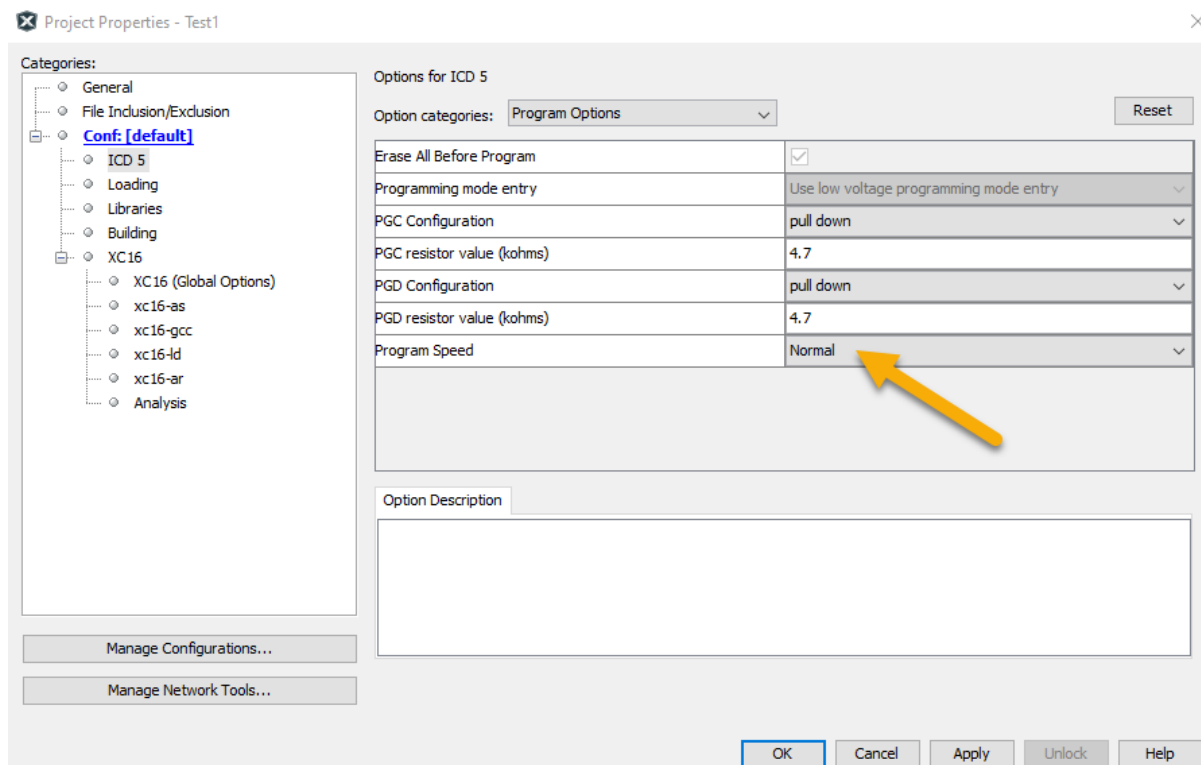 Project Properties - Test1
Categories:
General
File Inclusion/Exclusion
Conf: [default]
ICD 5
Loading
Libraries
Building
XC16
XC16 (Global Options)
xc16-as
xc16-gcc
xc16-ld
xc16-ar
Analysis
Manage Configurations...
Manage Network Tools...
Options for ICD 5
Option categories: Program Options Reset
Erase All Before Program
Programming mode entry Use low voltage programming mode entry
PGC Configuration pull down
PGC resistor value (kohms) 4.7
PGD Configuration pull down
PGD resistor value (kohms) 4.7
Program Speed Normal
Option Description
OK Cancel Apply Unlock Help